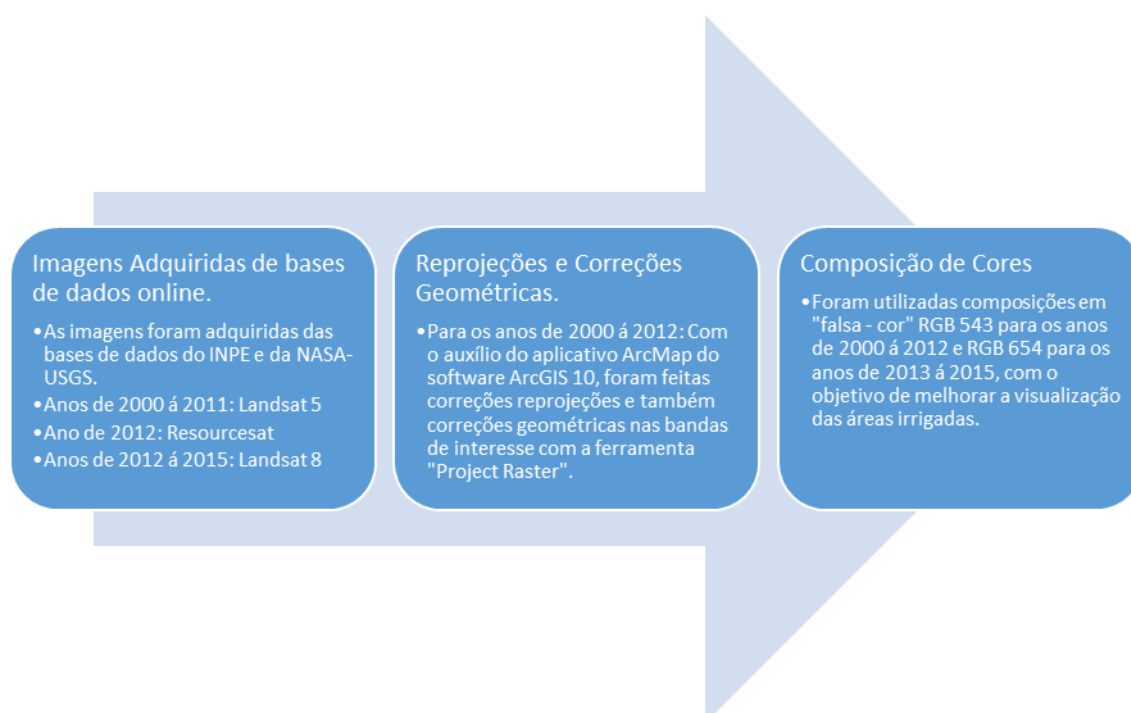 Imagens Adquiridas de bases
de dados online.
•As imagens foram adquiridas das
bases de dados do INPE e da NASA-
USGS.
•Anos de 2000 á 2011: Landsat 5
•Ano de 2012: Resourcesat
•Anos de 2012 á 2015: Landsat 8
Reprojeções e Correções
Geométricas.
•Para os anos de 2000 á 2012: Com
o auxílio do aplicativo ArcMap do
software ArcGIS 10, foram feitas
correções reprojeções e também
correções geométricas nas bandas
de interesse com a ferramenta
"Project Raster".
Composição de Cores
•Foram utilizadas composições em
"falsa - cor" RGB 543 para os anos
de 2000 á 2012 e RGB 654 para os
anos de 2013 á 2015, com o
objetivo de melhorar a visualização
das áreas irrigadas.